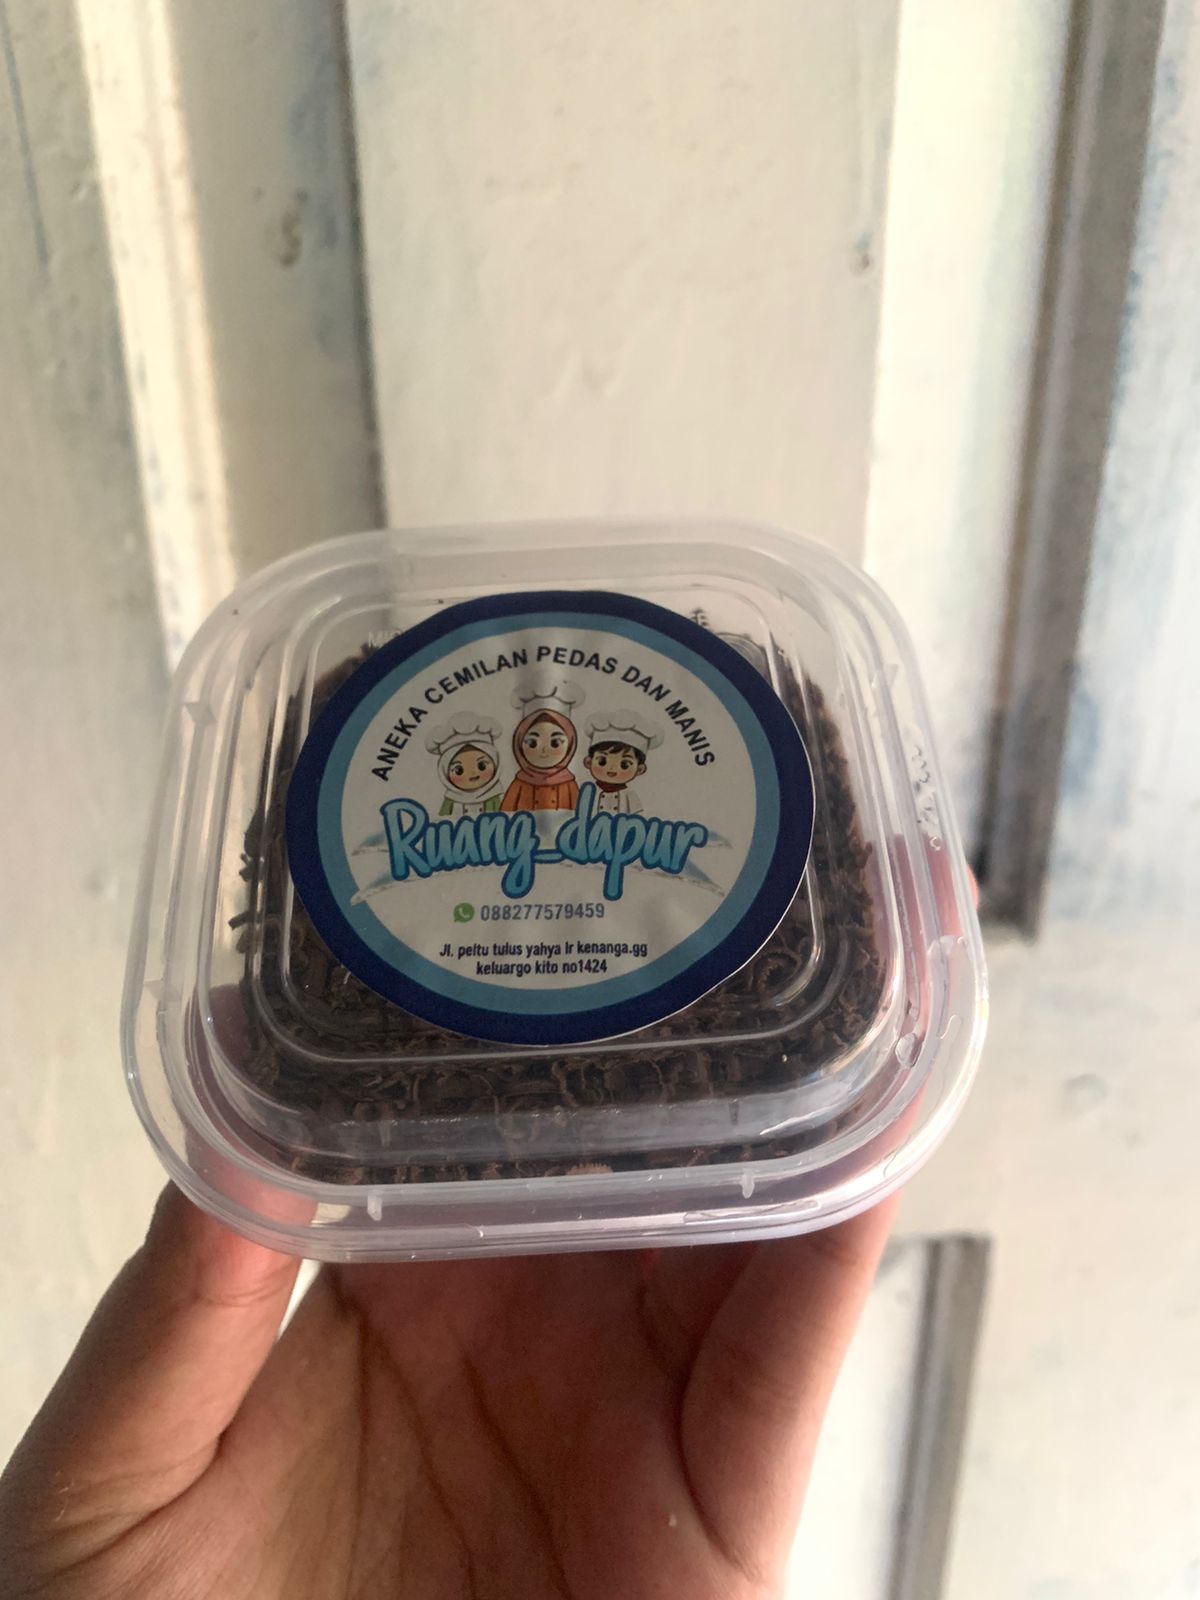 ANEKA CEMILAN PEDAS DAN MANIS
Ruang_dapur
088277579459
Jl. peltu tulus yahya lr kenanga.gg
keluargo kito no1424